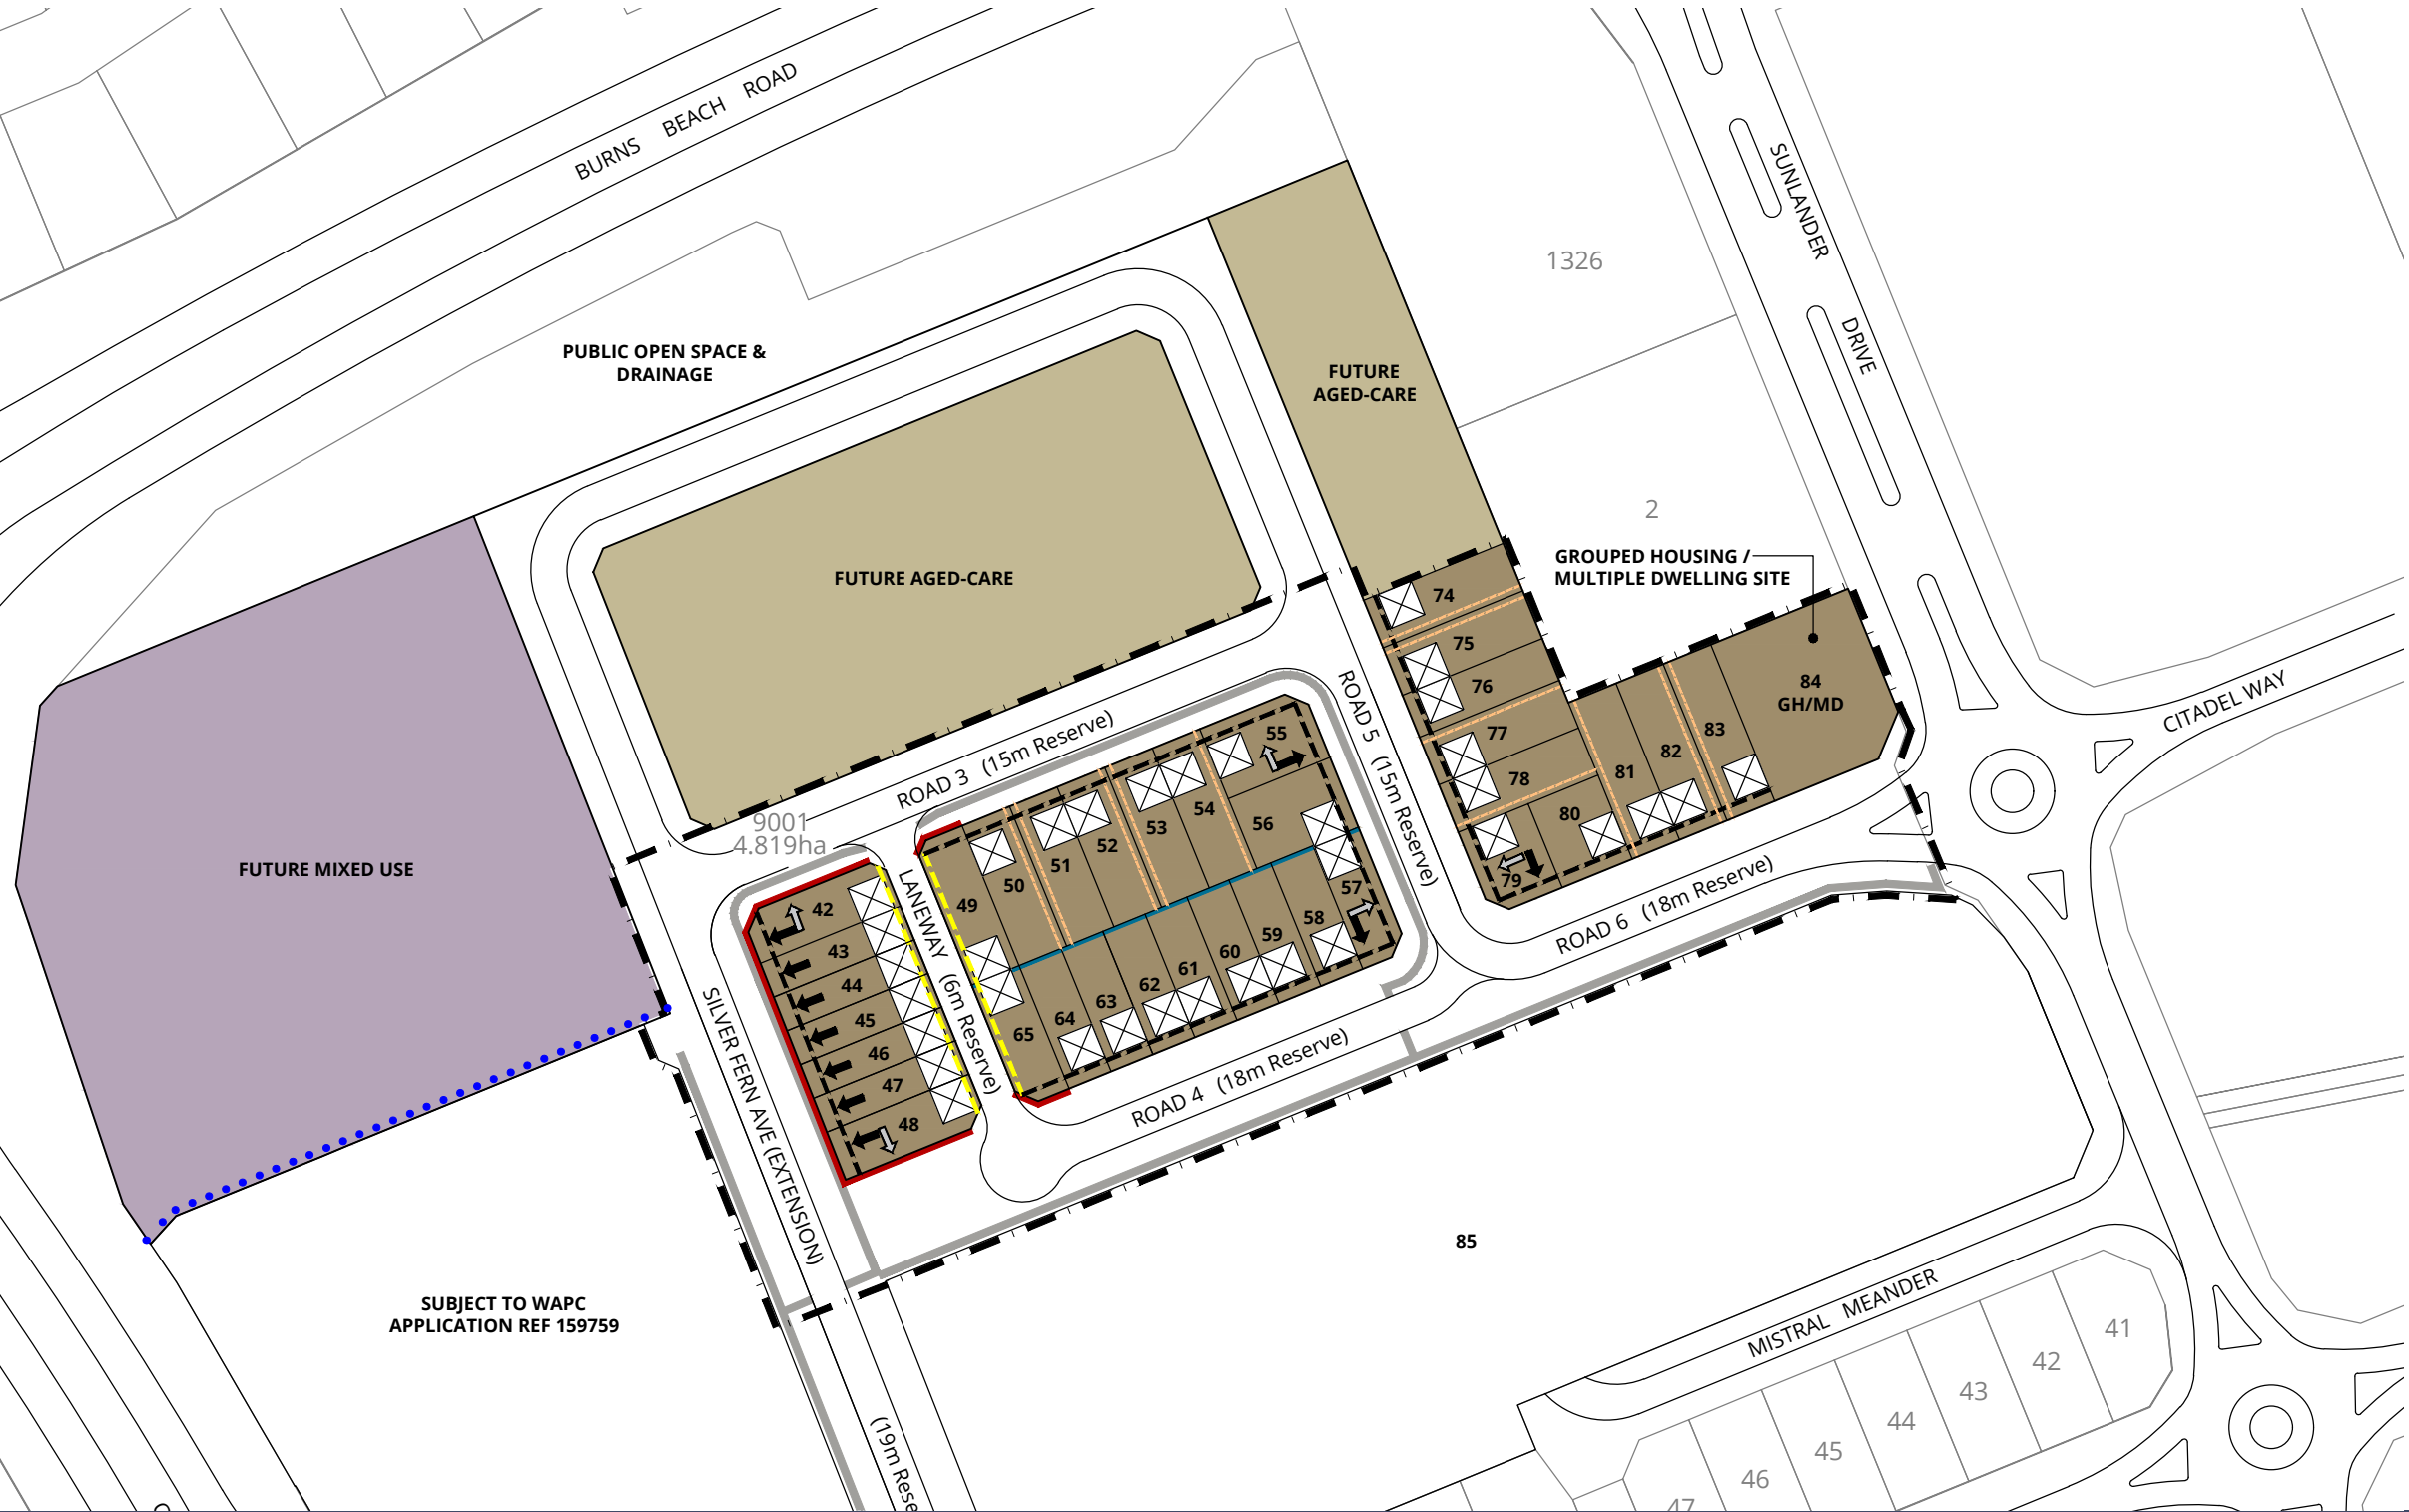 BURNS BEACH ROAD
SUNLANDER DRIVE
1326
PUBLIC OPEN SPACE &
DRAINAGE
FUTURE
AGED-CARE
2
GROUPED HOUSING /
MULTIPLE DWELLING SITE
FUTURE AGED-CARE
74
75
76
77
78
79
80
81
82
83
84
GH/MD
CITADEL WAY
ROAD 5 (15m Reserve)
ROAD 3 (15m Reserve)
9001
4.819ha
FUTURE MIXED USE
LANEWAY (6m Reserve)
42
43
44
45
46
47
48
49
50
51
52
53
54
55
56
57
58
59
60
61
62
63
64
65
ROAD 6 (18m Reserve)
ROAD 4 (18m Reserve)
SILVER FERN AVE (EXTENSION)
85
SUBJECT TO WAPC
APPLICATION REF 159759
MISTRAL MEANDER
41
42
43
44
45
46
47
(19m Rese